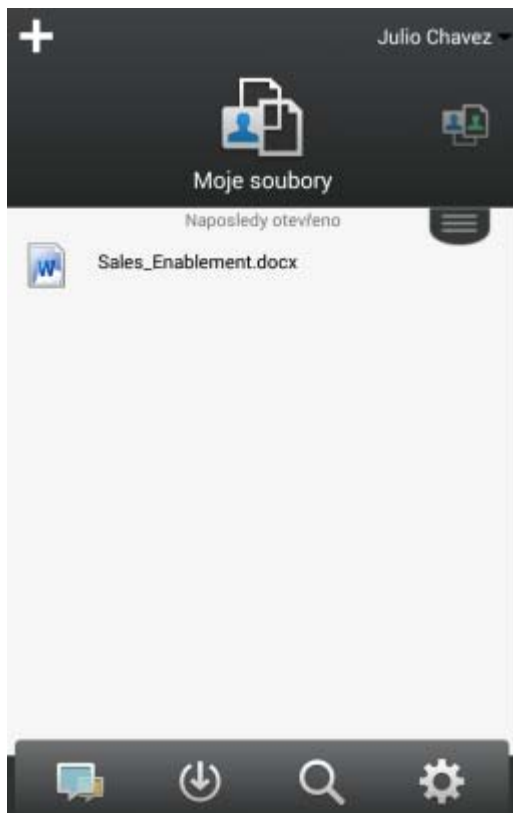 Julio Chavez
Moje soubory
Naposledy otevřeno
Sales_Enablement.docx